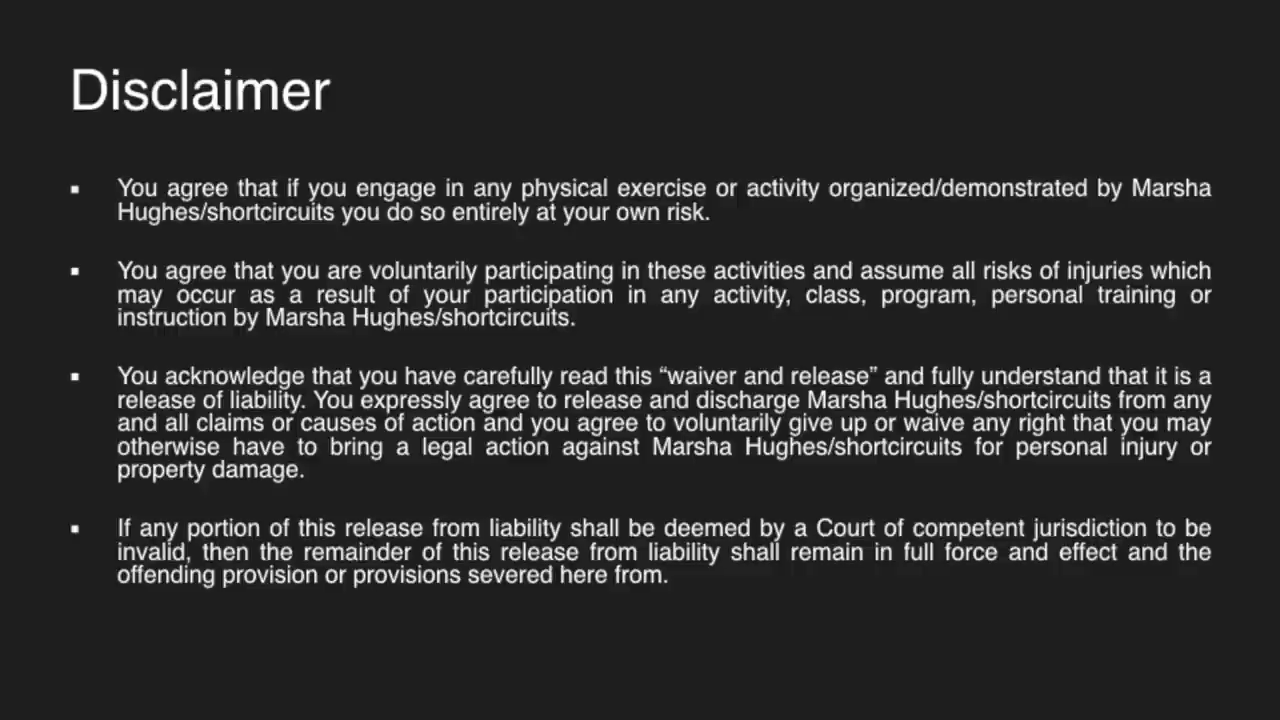 Disclaimer
▪ You agree that if you engage in any physical exercise or activity organized/demonstrated by Marsha
Hughes/shortcircuits you do so entirely at your own risk.
▪ You agree that you are voluntarily participating in these activities and assume all risks of injuries which
may occur as a result of your participation in any activity, class, program, personal training or
instruction by Marsha Hughes/shortcircuits.
▪ You acknowledge that you have carefully read this “waiver and release” and fully understand that it is a
release of liability. You expressly agree to release and discharge Marsha Hughes/shortcircuits from any
and all claims or causes of action and you agree to voluntarily give up or waive any right that you may
otherwise have to bring a legal action against Marsha Hughes/shortcircuits for personal injury or
property damage.
▪ If any portion of this release from liability shall be deemed by a Court of competent jurisdiction to be
invalid, then the remainder of this release from liability shall remain in full force and effect and the
offending provision or provisions severed here from.